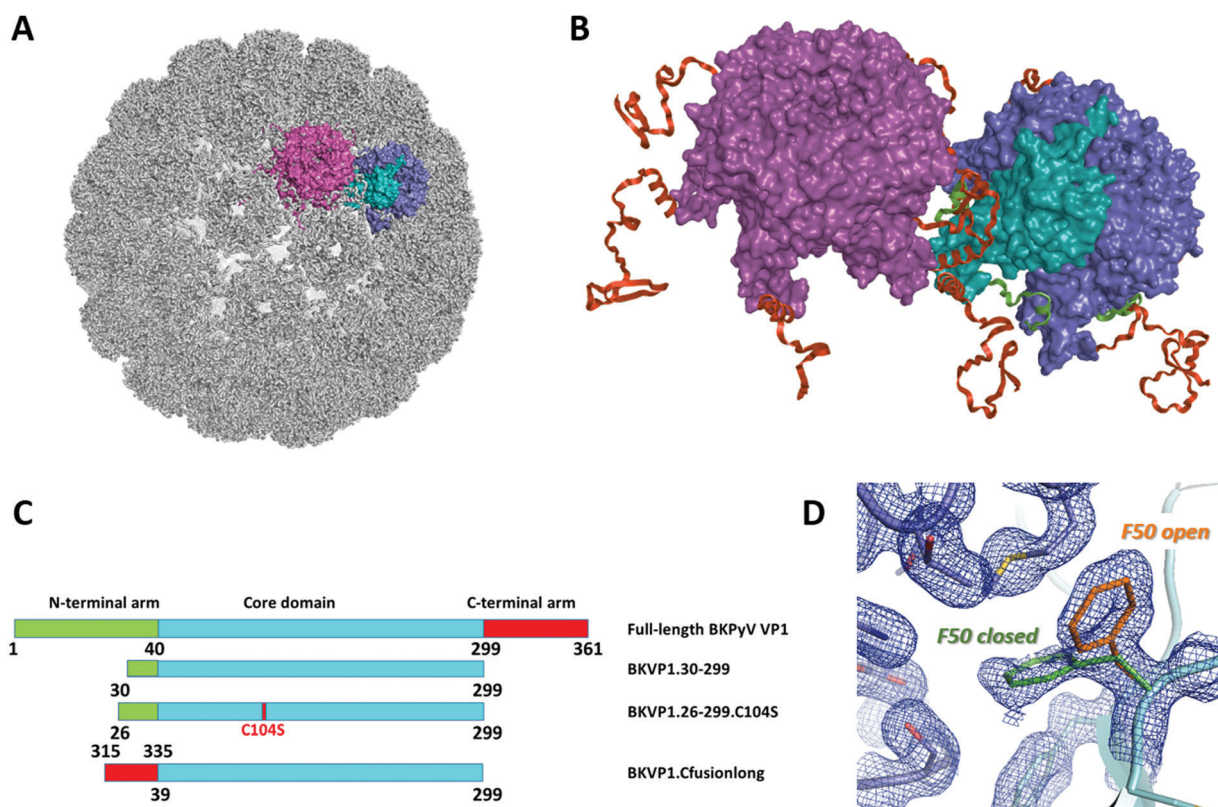 A
B
C
N-terminal arm Core domain C-terminal arm
1 40 299 361 Full-length BKPyV VP1
BKVP1.30-299
30 299
BKVP1.26-299.C104S
26 C104S 299
315 335
BKVP1.Cfusionlong
39 299
D
F50 open
F50 closed